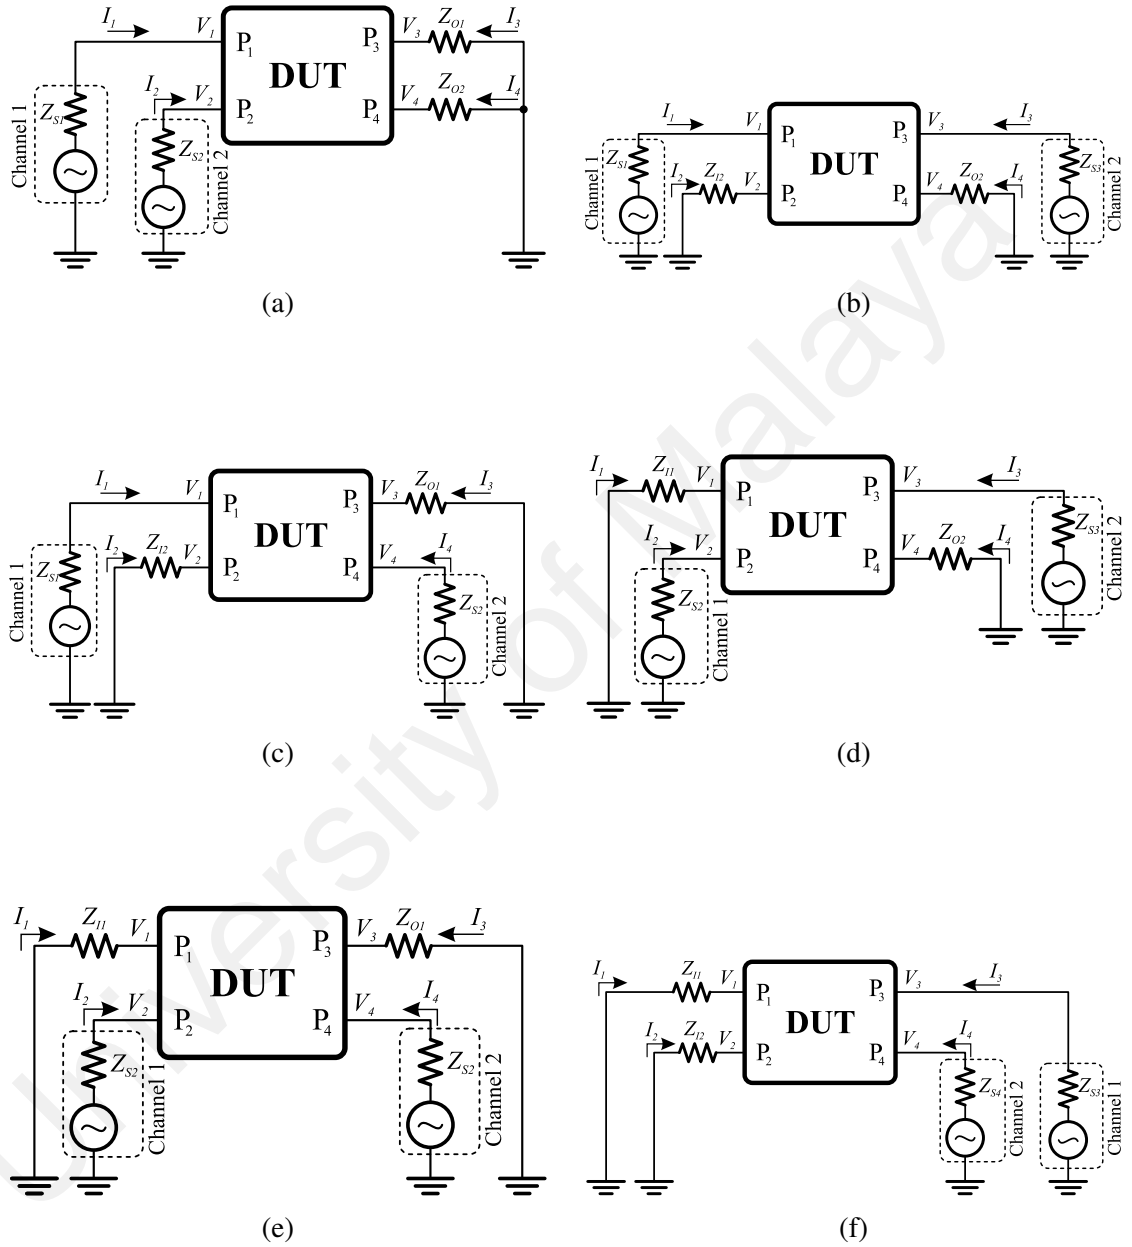 I1 V1 P1 DUT P3 V3 ZO1 I3
Channel 1 ZS1 I2 V2 P2 P4 V4 ZO2 I4
ZS2 Channel 2
(a)
I1 V1 P1 DUT P3 V3 I3
Channel 1 ZS1 I2 ZI2 V2 P2 P4 V4 ZO2 I4 ZS3 Channel 2
(b)
I1 V1 P1 DUT P3 V3 ZO1 I3
Channel 1 ZS1 I2 ZI2 V2 P2 P4 V4 I4
ZS2 Channel 2
(c)
I1 ZI1 V1 P1 DUT P3 V3 I3
I2 V2 P2 P4 V4 ZO2 I4 ZS3 Channel 2
ZS2 Channel 1
(d)
I1 ZI1 V1 P1 DUT P3 V3 ZO1 I3
I2 V2 P2 P4 V4 I4
ZS2 Channel 1 ZS2 Channel 2
(e)
I1 ZI1 V1 P1 DUT P3 V3 I3
I2 ZI2 V2 P2 P4 V4 I4
ZS4 Channel 2 ZS3 Channel 1
(f)
University of Malaya